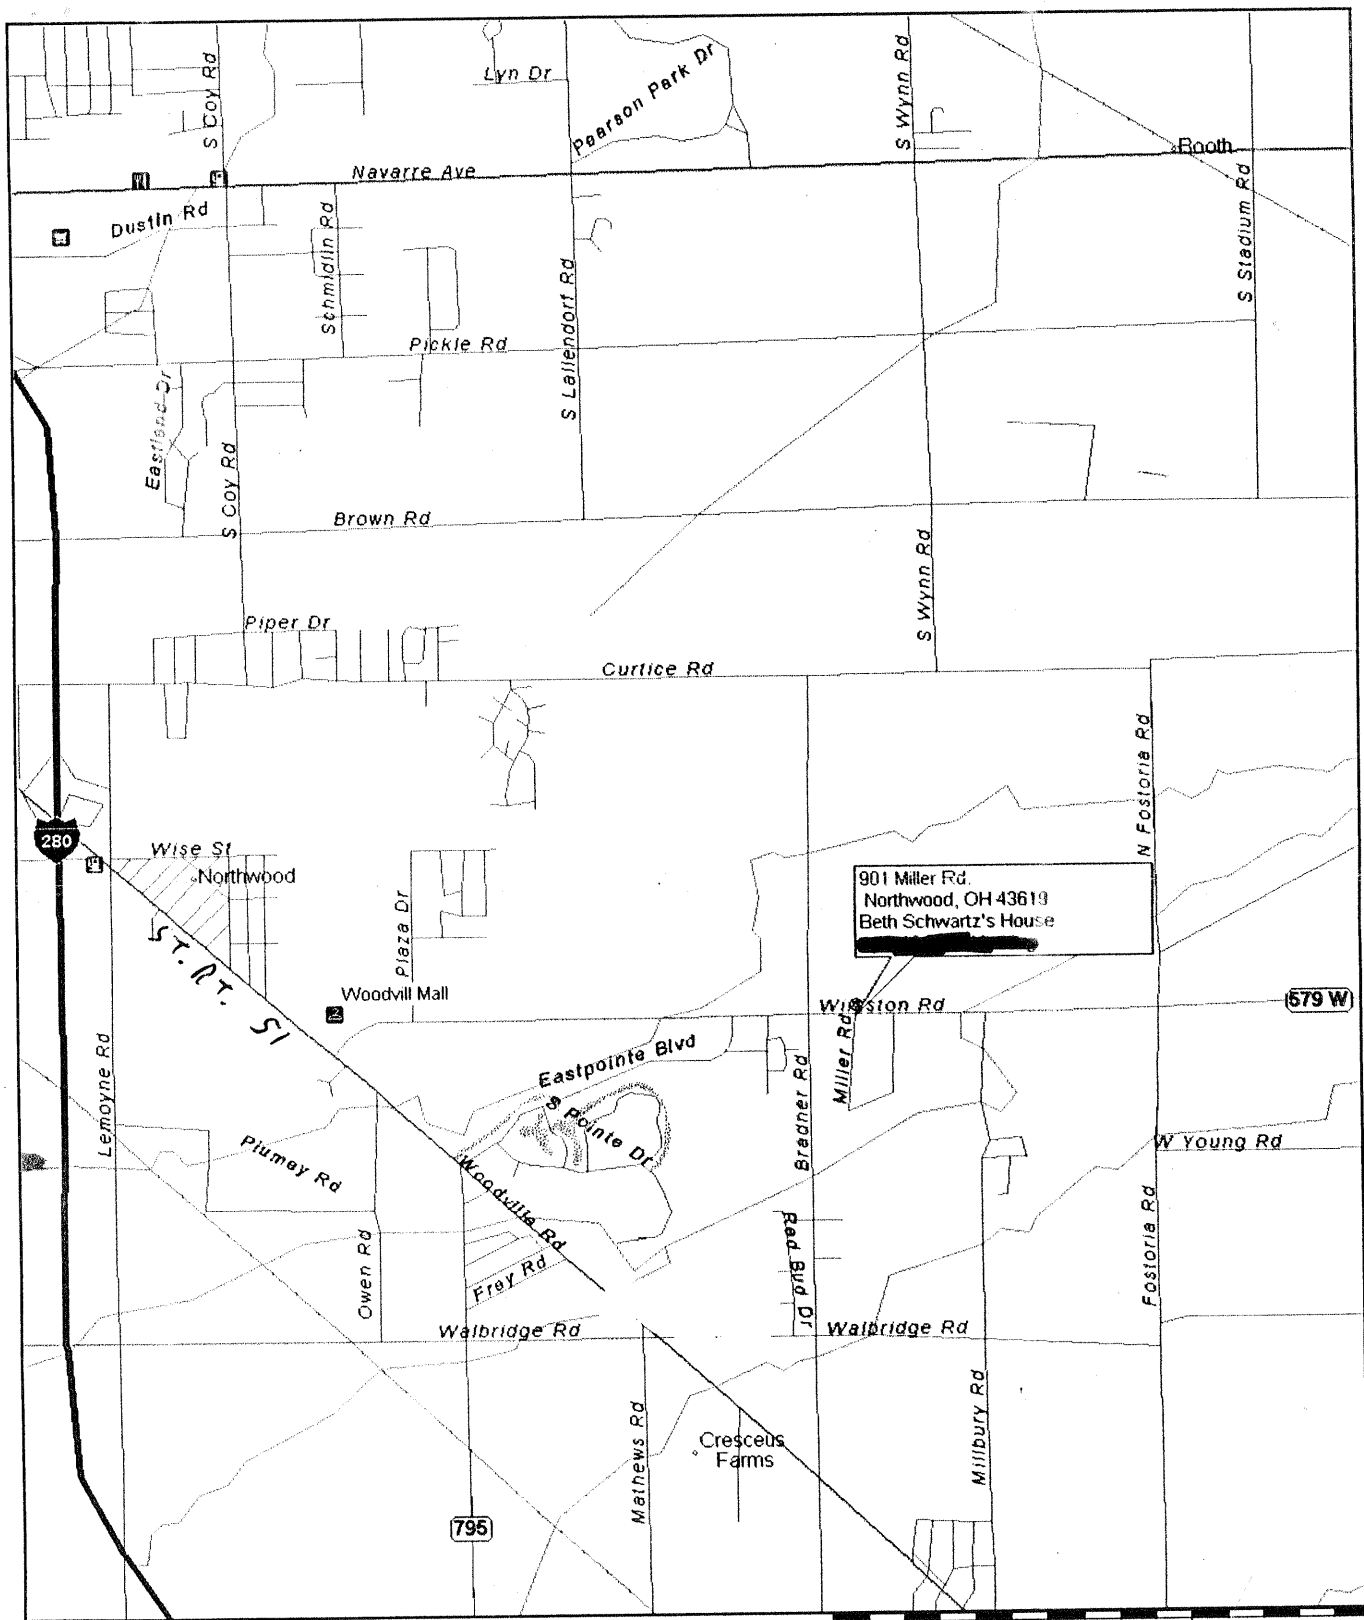 S Coy Rd
Lyn Dr
Pearson Park Dr
S Wynn Rd
Booth
Navarre Ave
Dustin Rd
Schmidlin Rd
S Lallendorf Rd
S Stadium Rd
Pickle Rd
Eastland Dr
S Coy Rd
Brown Rd
S Wynn Rd
Piper Dr
Curtice Rd
N Fostoria Rd
280
Wise St
Northwood
901 Miller Rd.
Northwood, OH 43619
Beth Schwartz's House
Plaza Dr
ST. RT. 51
Woodvill Mall
Wilston Rd
579 W
Lemoyne Rd
Eastpointe Blvd
Miller Rd
S Pointe Dr
Bradner Rd
W Young Rd
Plumey Rd
Woodville Rd
Owen Rd
Frey Rd
Red Bud Dr
Fostoria Rd
Walbridge Rd
Walbridge Rd
Mathews Rd
Cresceus
Farms
Millbury Rd
795